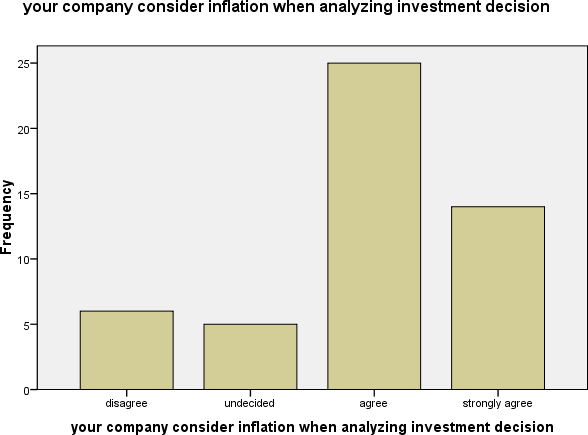 your company consider inflation when analyzing investment decision
Frequency
25
20
15
10
5
0
disagree
undecided
agree
strongly agree
your company consider inflation when analyzing investment decision